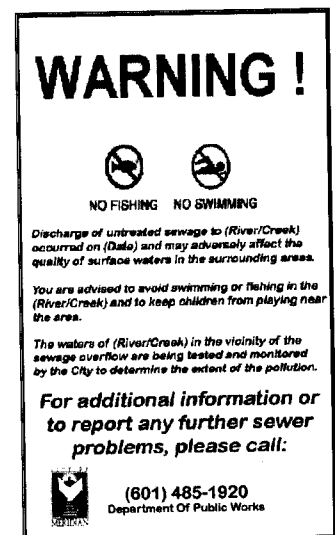 WARNING !
NO FISHING NO SWIMMING
Discharge of untreated sewage to (River/Creek)
occurred on (Date) and may adversely affect the
quality of surface waters in the surrounding areas.
You are advised to avoid swimming or fishing in the
(River/Creek) and to keep children from playing near
the area.
The waters of (River/Creek) in the vicinity of the
sewage overflow are being tested and monitored
by the City to determine the extent of the pollution.
For additional information or
to report any further sewer
problems, please call:
(601) 485-1920
Department Of Public Works
MERIDIAN